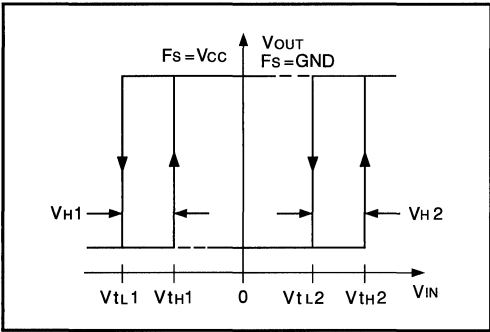 VOUT
FS=VCC FS=GND
VH1 VH2
VtL1 VtH1 0 VtL2 VtH2 VIN